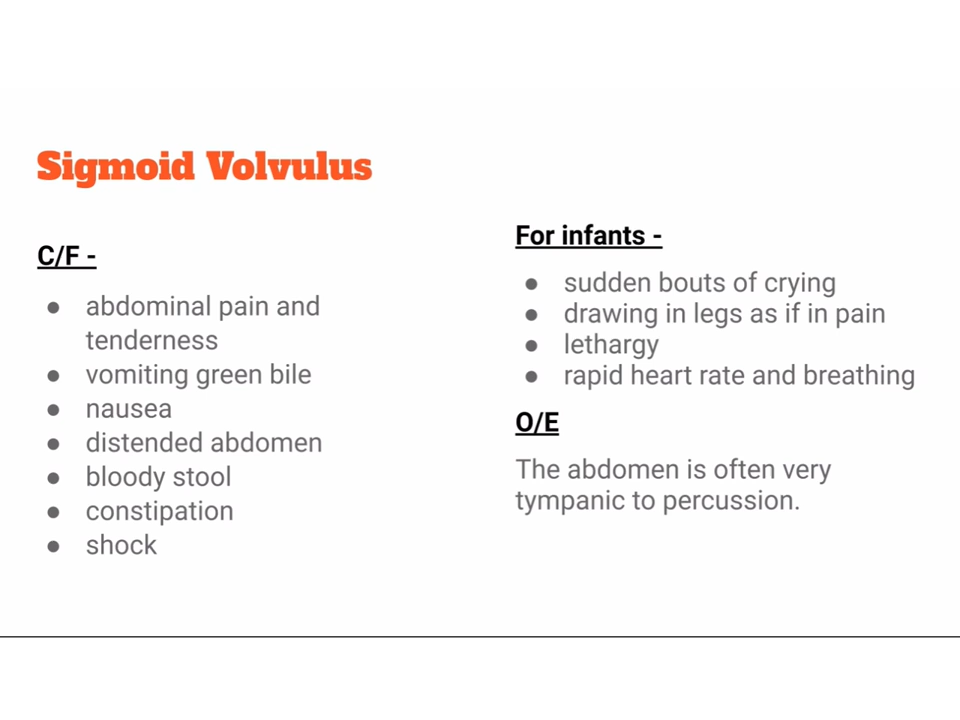 Sigmoid Volvulus
C/F -
● abdominal pain and
tenderness
● vomiting green bile
● nausea
● distended abdomen
● bloody stool
● constipation
● shock
For infants -
● sudden bouts of crying
● drawing in legs as if in pain
● lethargy
● rapid heart rate and breathing
O/E
The abdomen is often very
tympanic to percussion.